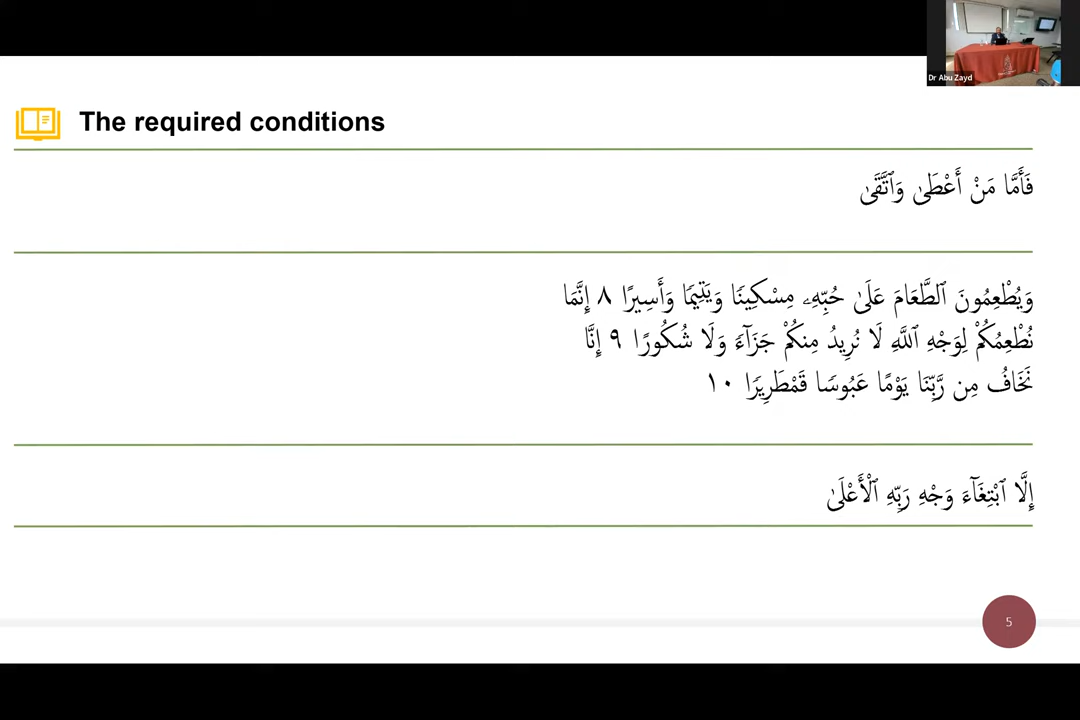 Dr Abu Zayd
The required conditions
فَأَمَّا مَنْ أَعْطَىٰ وَٱتَّقَىٰ
وَيُطْعِمُونَ ٱلطَّعَامَ عَلَىٰ حُبِّهِۦ مِسْكِينًا وَيَتِيمًا وَأَسِيرًا ٨ إِنَّمَا
نُطْعِمُكُمْ لِوَجْهِ ٱللَّهِ لَا نُرِيدُ مِنكُمْ جَزَآءً وَلَا شُكُورًا ٩ إِنَّا
نَخَافُ مِن رَّبِّنَا يَوْمًا عَبُوسًا قَمْطَرِيرًا ١٠
إِلَّا ٱبْتِغَآءَ وَجْهِ رَبِّهِ ٱلْأَعْلَىٰ
5